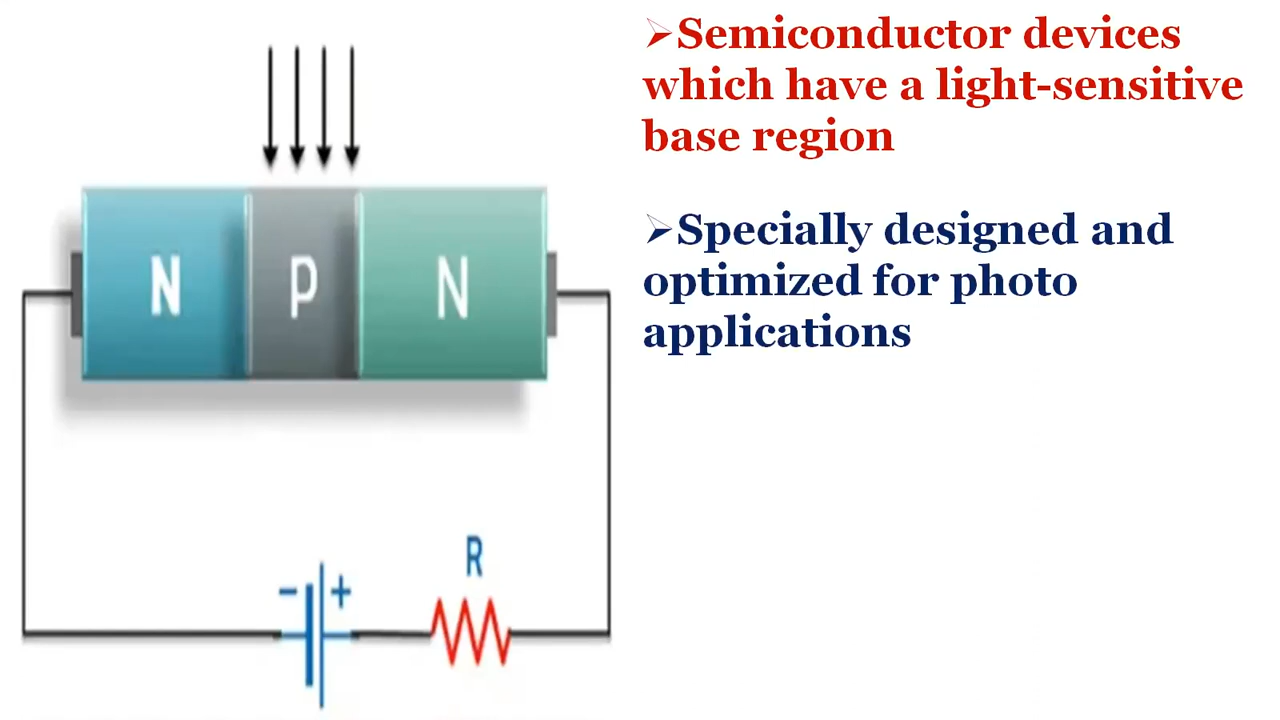 ➢Semiconductor devices
which have a light-sensitive
base region
➢Specially designed and
optimized for photo
applications
N P N
R
- +